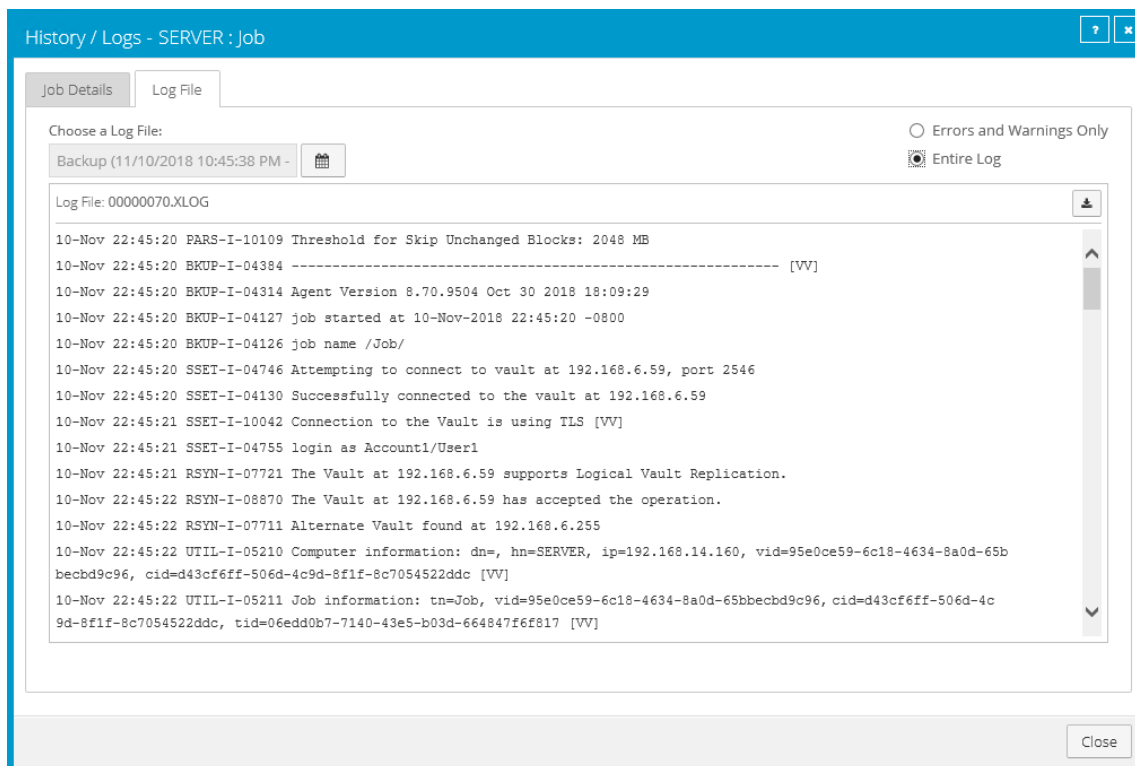 History / Logs - SERVER : Job
?
×
Job Details
Log File
Choose a Log File:
Errors and Warnings Only
Backup (11/10/2018 10:45:38 PM -
Entire Log
Log File: 00000070.XLOG
10-Nov 22:45:20 PARS-I-10109 Threshold for Skip Unchanged Blocks: 2048 MB
10-Nov 22:45:20 BKUP-I-04384 ------------------------------------------------------------ [VV]
10-Nov 22:45:20 BKUP-I-04314 Agent Version 8.70.9504 Oct 30 2018 18:09:29
10-Nov 22:45:20 BKUP-I-04127 job started at 10-Nov-2018 22:45:20 -0800
10-Nov 22:45:20 BKUP-I-04126 job name /Job/
10-Nov 22:45:20 SSET-I-04746 Attempting to connect to vault at 192.168.6.59, port 2546
10-Nov 22:45:20 SSET-I-04130 Successfully connected to the vault at 192.168.6.59
10-Nov 22:45:21 SSET-I-10042 Connection to the Vault is using TLS [VV]
10-Nov 22:45:21 SSET-I-04755 login as Account1/User1
10-Nov 22:45:21 RSYN-I-07721 The Vault at 192.168.6.59 supports Logical Vault Replication.
10-Nov 22:45:22 RSYN-I-08870 The Vault at 192.168.6.59 has accepted the operation.
10-Nov 22:45:22 RSYN-I-07711 Alternate Vault found at 192.168.6.255
10-Nov 22:45:22 UTIL-I-05210 Computer information: dn=, hn=SERVER, ip=192.168.14.160, vid=95e0ce59-6c18-4634-8a0d-65b
becbd9c96, cid=d43cf6ff-506d-4c9d-8f1f-8c7054522ddc [VV]
10-Nov 22:45:22 UTIL-I-05211 Job information: tn=Job, vid=95e0ce59-6c18-4634-8a0d-65bbecbd9c96, cid=d43cf6ff-506d-4c
9d-8f1f-8c7054522ddc, tid=06edd0b7-7140-43e5-b03d-664847f6f817 [VV]
Close